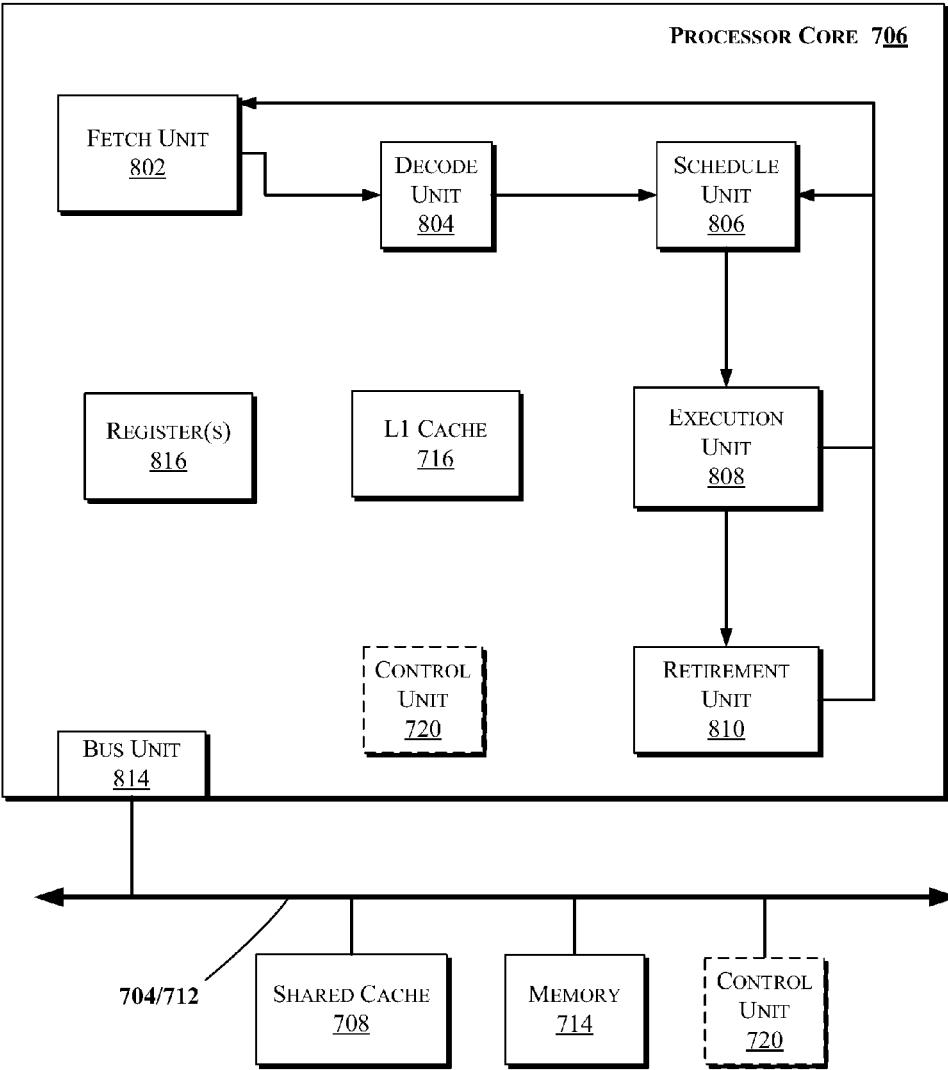 PROCESSOR CORE 706
FETCH UNIT
802
DECODE
UNIT
804
SCHEDULE
UNIT
806
REGISTER(S)
816
L1 CACHE
716
EXECUTION
UNIT
808
CONTROL
UNIT
720
RETIREMENT
UNIT
810
BUS UNIT
814
704/712
SHARED CACHE
708
MEMORY
714
CONTROL
UNIT
720